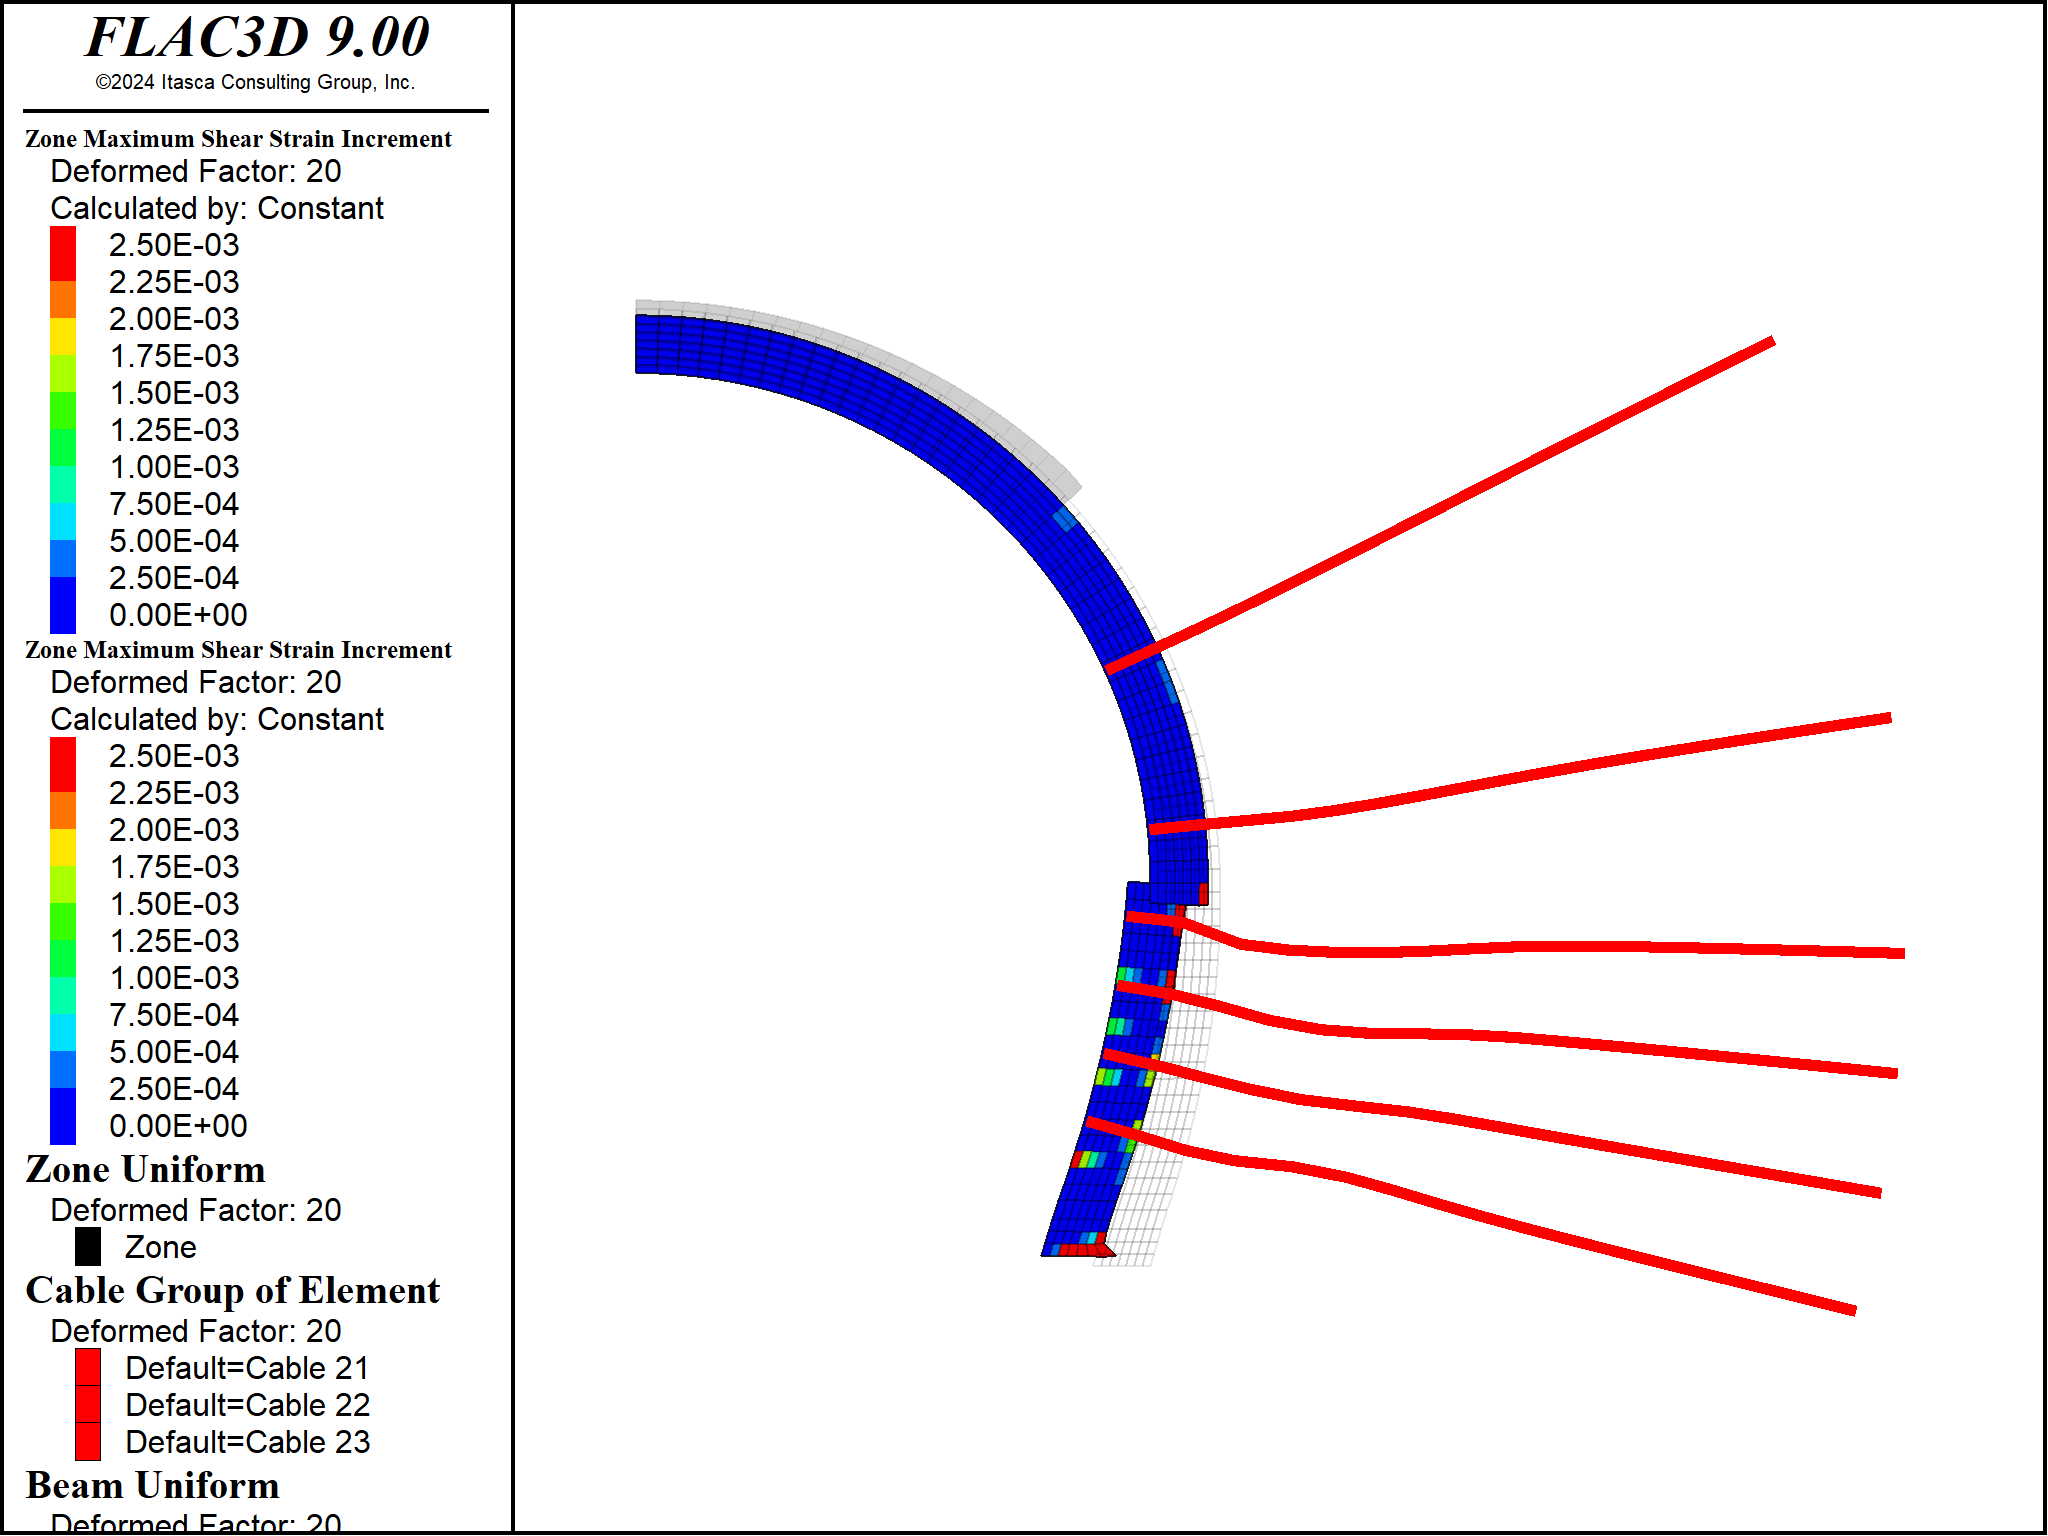 FLAC3D 9.00
©2024 Itasca Consulting Group, Inc.
Zone Maximum Shear Strain Increment
Deformed Factor: 20
Calculated by: Constant
2.50E-03
2.25E-03
2.00E-03
1.75E-03
1.50E-03
1.25E-03
1.00E-03
7.50E-04
5.00E-04
2.50E-04
0.00E+00
Zone Maximum Shear Strain Increment
Deformed Factor: 20
Calculated by: Constant
2.50E-03
2.25E-03
2.00E-03
1.75E-03
1.50E-03
1.25E-03
1.00E-03
7.50E-04
5.00E-04
2.50E-04
0.00E+00
Zone Uniform
Deformed Factor: 20
Zone
Cable Group of Element
Deformed Factor: 20
Default=Cable 21
Default=Cable 22
Default=Cable 23
Beam Uniform
Deformed Factor: 20